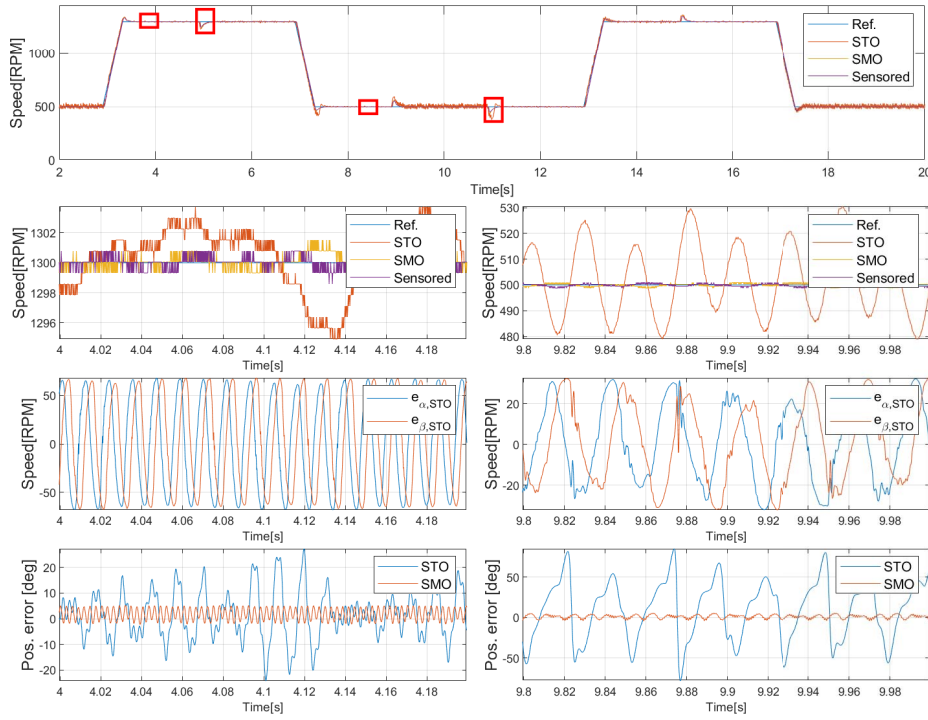 Speed[RPM]
1000
500
0
2 4 6 8 10 12 14 16 18 20
Time[s]
Ref.
STO
SMO
Sensored
Speed[RPM]
1302
1300
1298
1296
4 4.02 4.04 4.06 4.08 4.1 4.12 4.14 4.16 4.18
Time[s]
Ref.
STO
SMO
Sensored
Speed[RPM]
530
520
510
500
490
480
9.8 9.82 9.84 9.86 9.88 9.9 9.92 9.94 9.96 9.98
Time[s]
Ref.
STO
SMO
Sensored
Speed[RPM]
50
0
-50
4 4.02 4.04 4.06 4.08 4.1 4.12 4.14 4.16 4.18
Time[s]
eα,STO
eβ,STO
Speed[RPM]
20
0
-20
9.8 9.82 9.84 9.86 9.88 9.9 9.92 9.94 9.96 9.98
Time[s]
eα,STO
eβ,STO
Pos. error [deg]
20
10
0
-10
-20
4 4.02 4.04 4.06 4.08 4.1 4.12 4.14 4.16 4.18
Time[s]
STO
SMO
Pos. error [deg]
50
0
-50
9.8 9.82 9.84 9.86 9.88 9.9 9.92 9.94 9.96 9.98
Time[s]
STO
SMO